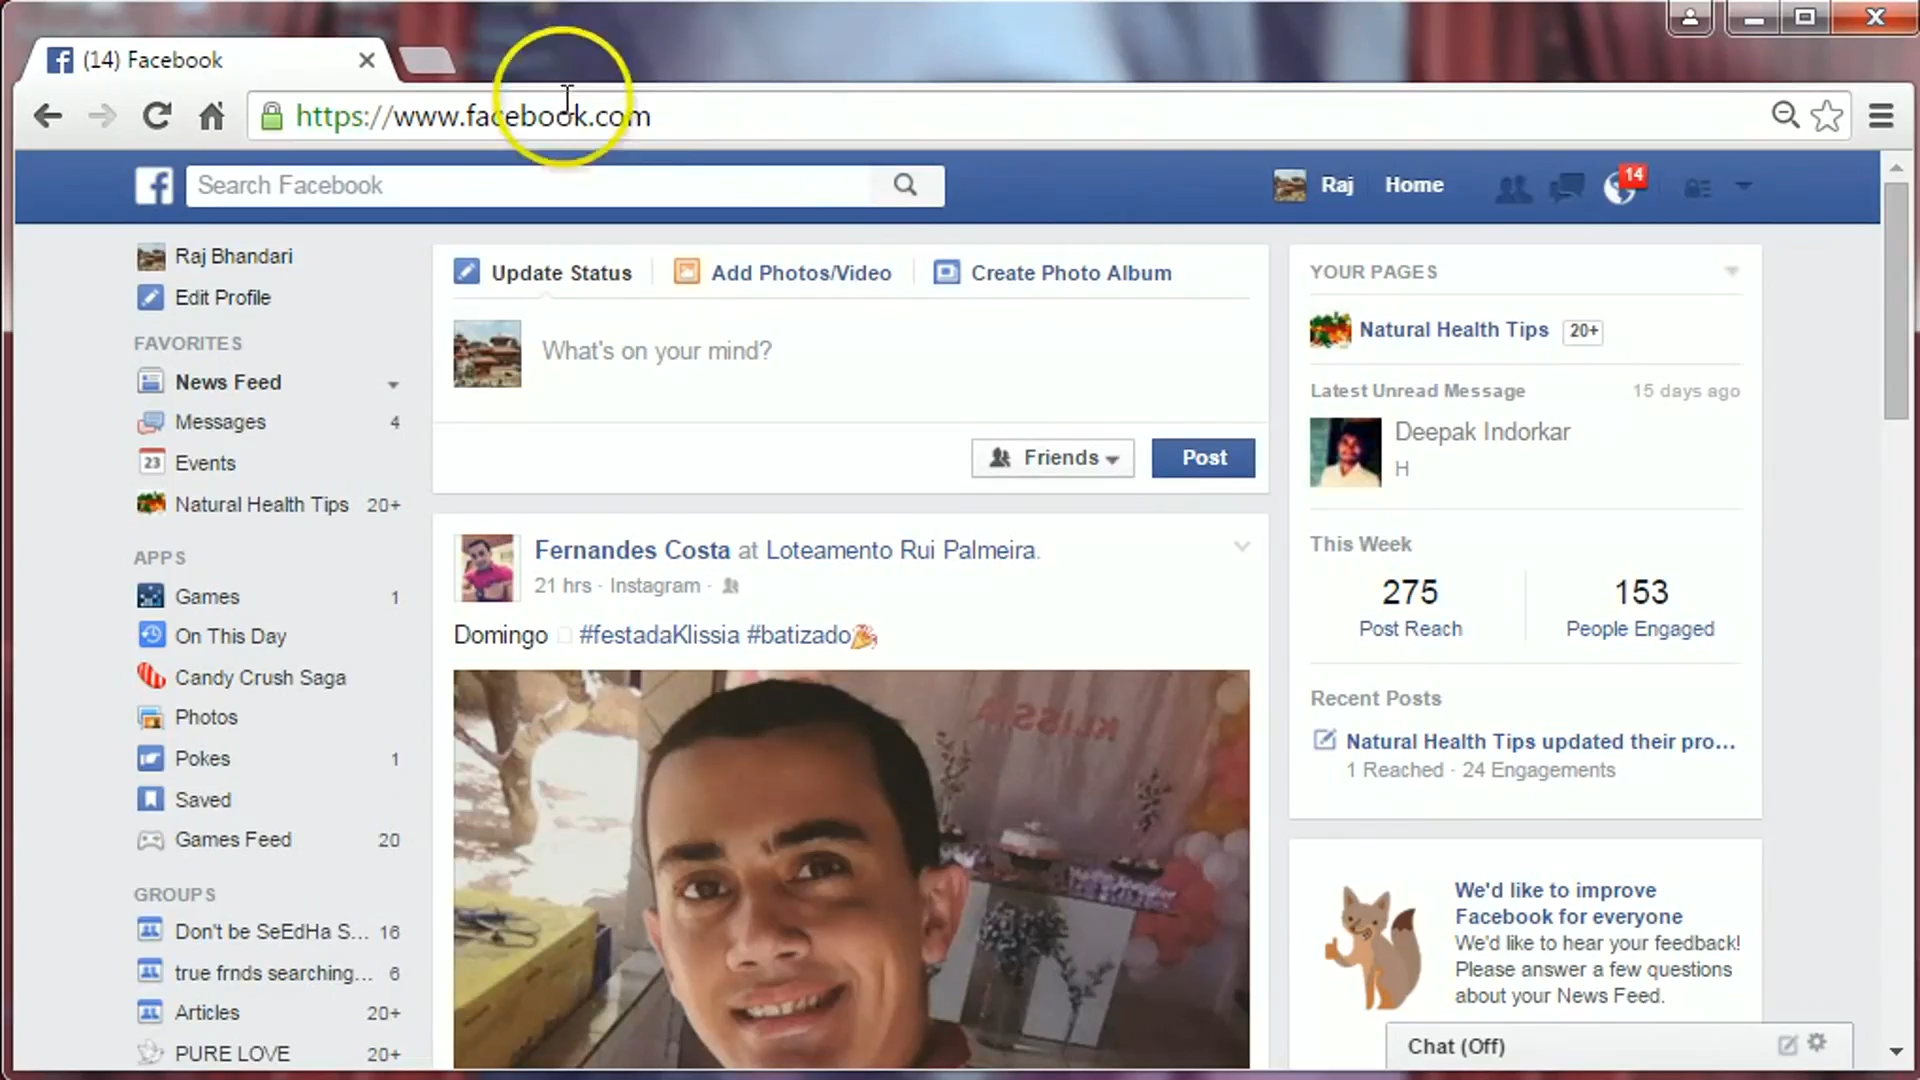 (14) Facebook
https://www.facebook.com
Search Facebook
Raj
Home
14
Raj Bhandari
Edit Profile
FAVORITES
News Feed
Messages 4
23 Events
Natural Health Tips 20+
APPS
Games 1
On This Day
Candy Crush Saga
Photos
Pokes 1
Saved
Games Feed 20
GROUPS
Don't be SeEdHa S... 16
true frnds searching... 6
Articles 20+
PURE LOVE 20+
Update Status
Add Photos/Video
Create Photo Album
What's on your mind?
Friends
Post
Fernandes Costa at Loteamento Rui Palmeira.
21 hrs · Instagram ·
Domingo #festadaKlissia #batizado🎉
KLISSIA
YOUR PAGES
Natural Health Tips 20+
Latest Unread Message 15 days ago
Deepak Indorkar
H
This Week
275 153
Post Reach People Engaged
Recent Posts
Natural Health Tips updated their pro...
1 Reached · 24 Engagements
We'd like to improve
Facebook for everyone
We'd like to hear your feedback!
Please answer a few questions
about your News Feed.
Chat (Off)